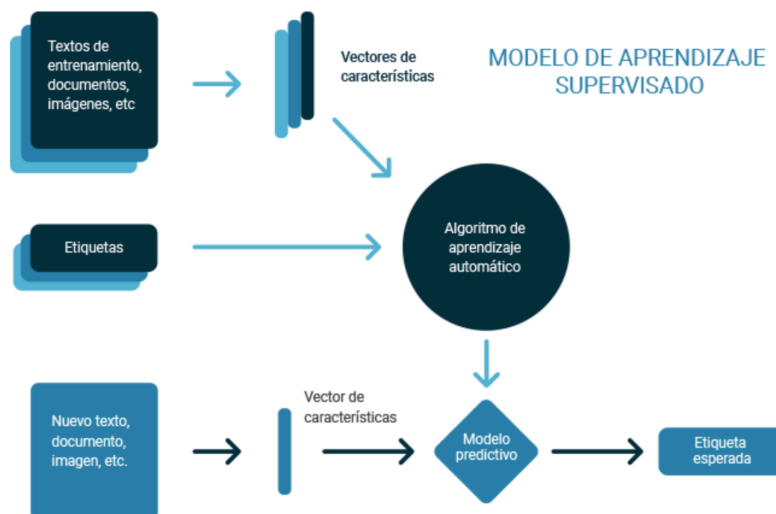 Textos de
entrenamiento,
documentos,
imágenes, etc
Vectores de
características
MODELO DE APRENDIZAJE
SUPERVISADO
Etiquetas
Algoritmo de
aprendizaje
automático
Nuevo texto,
documento,
imagen, etc.
Vector de
características
Modelo
predictivo
Etiqueta
esperada